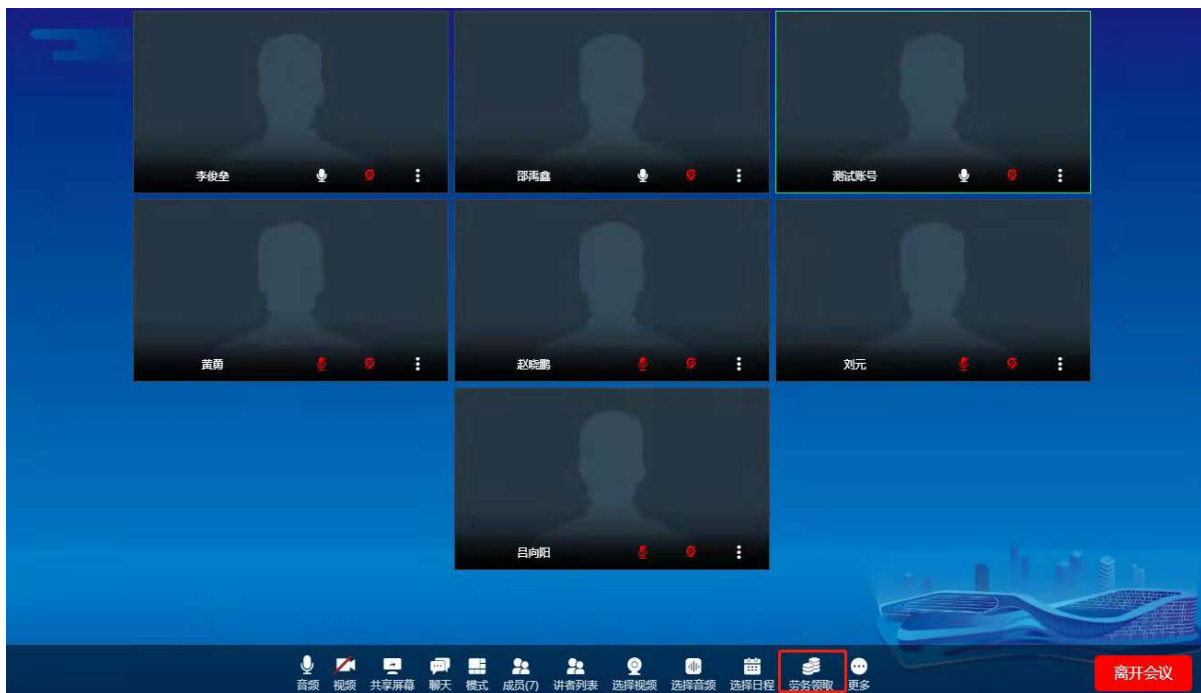 李俊垒
邵禹鑫
测试账号
黄勇
赵晓鹏
刘元
吕向阳
音频 视频 共享屏幕 聊天 模式 成员(7) 讲者列表 选择视频 选择音频 选择日程 劳务领取 更多
离开会议